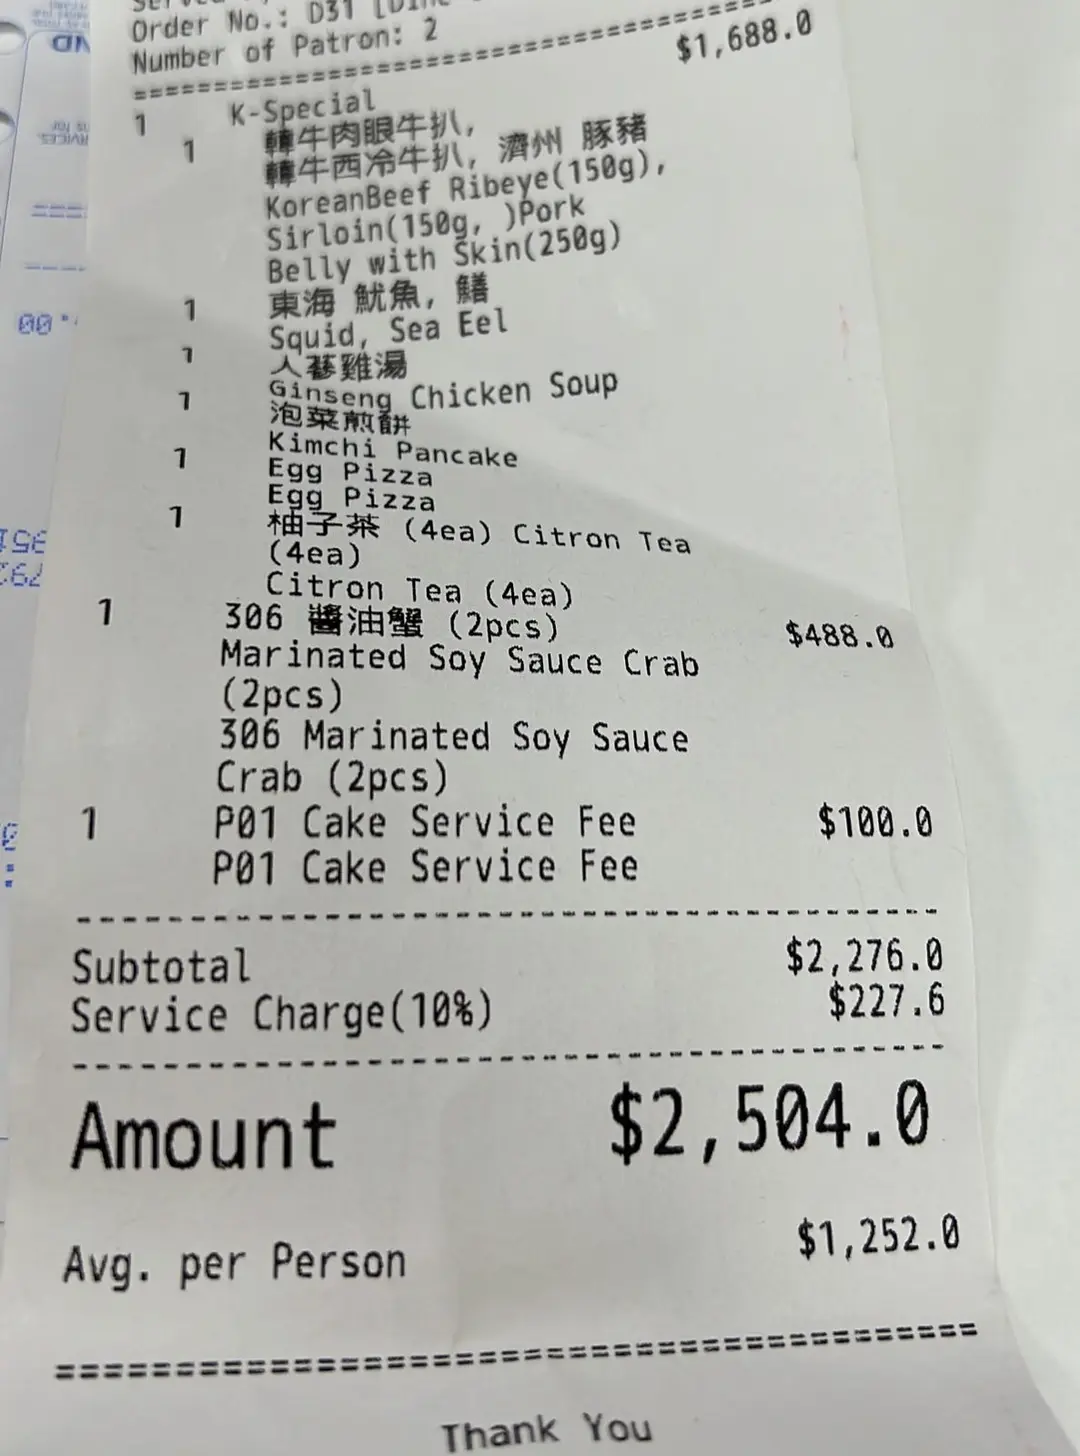 Order No.: D31
Number of Patron: 2
==================================================
1 K-Special $1,688.0
1 韓牛肉眼牛扒,
韓牛西冷牛扒, 濟州 豚豬
KoreanBeef Ribeye(150g),
Sirloin(150g, )Pork
Belly with Skin(250g)
1 東海 魷魚, 鱔
Squid, Sea Eel
1 人蔘雞湯
Ginseng Chicken Soup
1 泡菜煎餅
Kimchi Pancake
1 Egg Pizza
Egg Pizza
1 柚子茶 (4ea) Citron Tea
(4ea)
Citron Tea (4ea)
1 306 醬油蟹 (2pcs) $488.0
Marinated Soy Sauce Crab
(2pcs)
306 Marinated Soy Sauce
Crab (2pcs)
1 P01 Cake Service Fee $100.0
P01 Cake Service Fee
--------------------------------------
Subtotal $2,276.0
Service Charge(10%) $227.6
--------------------------------------
Amount $2,504.0
Avg. per Person $1,252.0
==========================================
Thank You